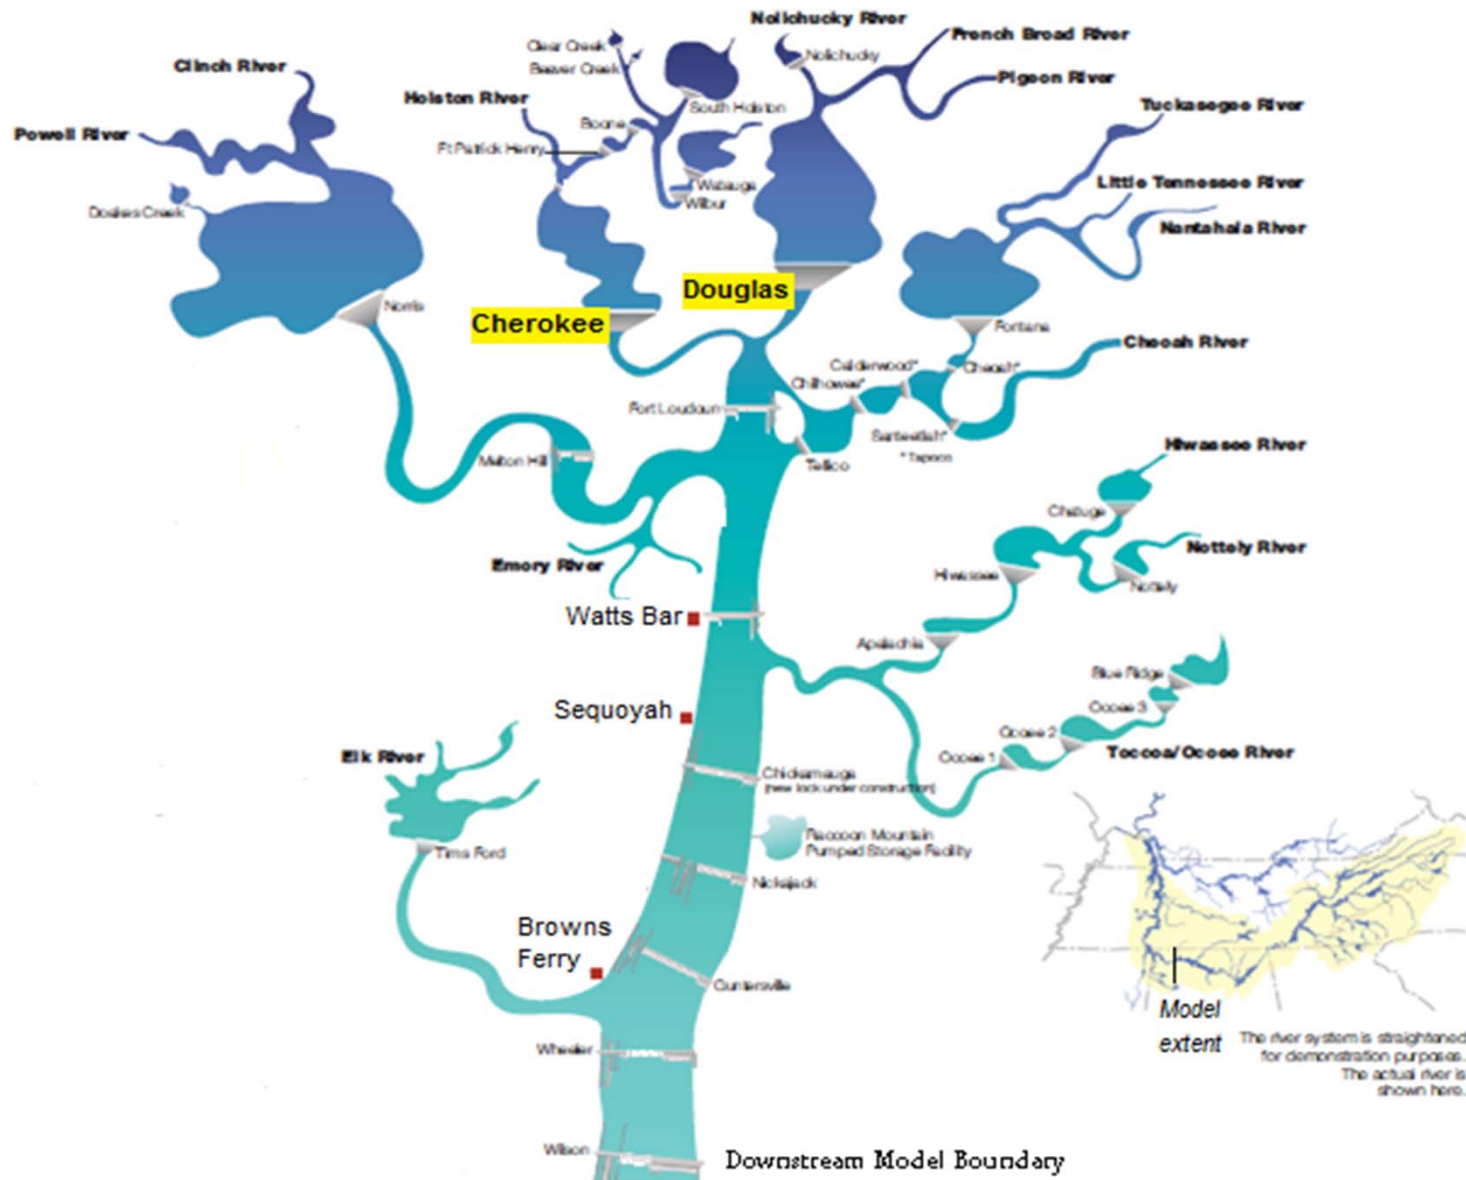 Nolichucky River
French Broad River
Clear Creek
Nolichucky
Clinch River
Beaver Creek
Pigeon River
Holston River
South Holston
Tuckasegee River
Powell River
Boone
Ft Patrick Henry
Watauga
Little Tennessee River
Wilbur
Doakes Creek
Nantahala River
Douglas
Norris
Cherokee
Fontana
Cheoah River
Calderwood*
Cheoah*
Chilhowee*
Fort Loudoun
Santeetlah*
* Tapoco
Hiwassee River
Melton Hill
Tellico
Chatuge
Nottely River
Emory River
Hiwassee
Nottely
Watts Bar
Apalachia
Blue Ridge
Sequoyah
Ocoee 3
Ocoee 2
Elk River
Ocoee 1
Toccoa/Ocoee River
Chickamauga
(new lock under construction)
Raccoon Mountain
Pumped Storage Facility
Tims Ford
Nickajack
Browns
Ferry
Guntersville
Model
extent
The river system is straightened
for demonstration purposes.
The actual river is
shown here.
Wheeler
Wilson
Downstream Model Boundary